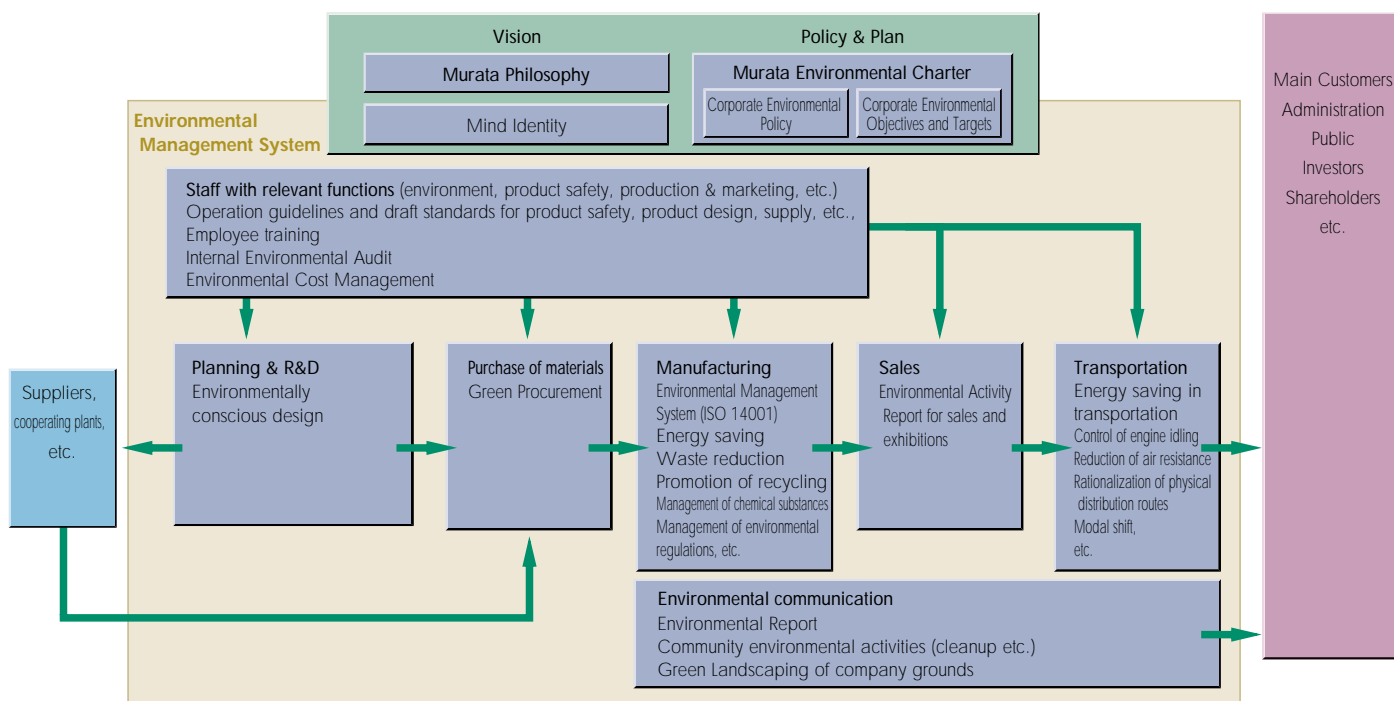 Vision
Policy & Plan
Murata Philosophy
Mind Identity
Murata Environmental Charter
Corporate Environmental
Policy
Corporate Environmental
Objectives and Targets
Environmental
Management System
Staff with relevant functions (environment, product safety, production & marketing, etc.)
Operation guidelines and draft standards for product safety, product design, supply, etc.,
Employee training
Internal Environmental Audit
Environmental Cost Management
Suppliers,
cooperating plants,
etc.
Planning & R&D
Environmentally
conscious design
Purchase of materials
Green Procurement
Manufacturing
Environmental Management
System (ISO 14001)
Energy saving
Waste reduction
Promotion of recycling
Management of chemical substances
Management of environmental
regulations, etc.
Sales
Environmental Activity
Report for sales and
exhibitions
Transportation
Energy saving in
transportation
Control of engine idling
Reduction of air resistance
Rationalization of physical
distribution routes
Modal shift,
etc.
Environmental communication
Environmental Report
Community environmental activities (cleanup etc.)
Green Landscaping of company grounds
Main Customers
Administration
Public
Investors
Shareholders
etc.